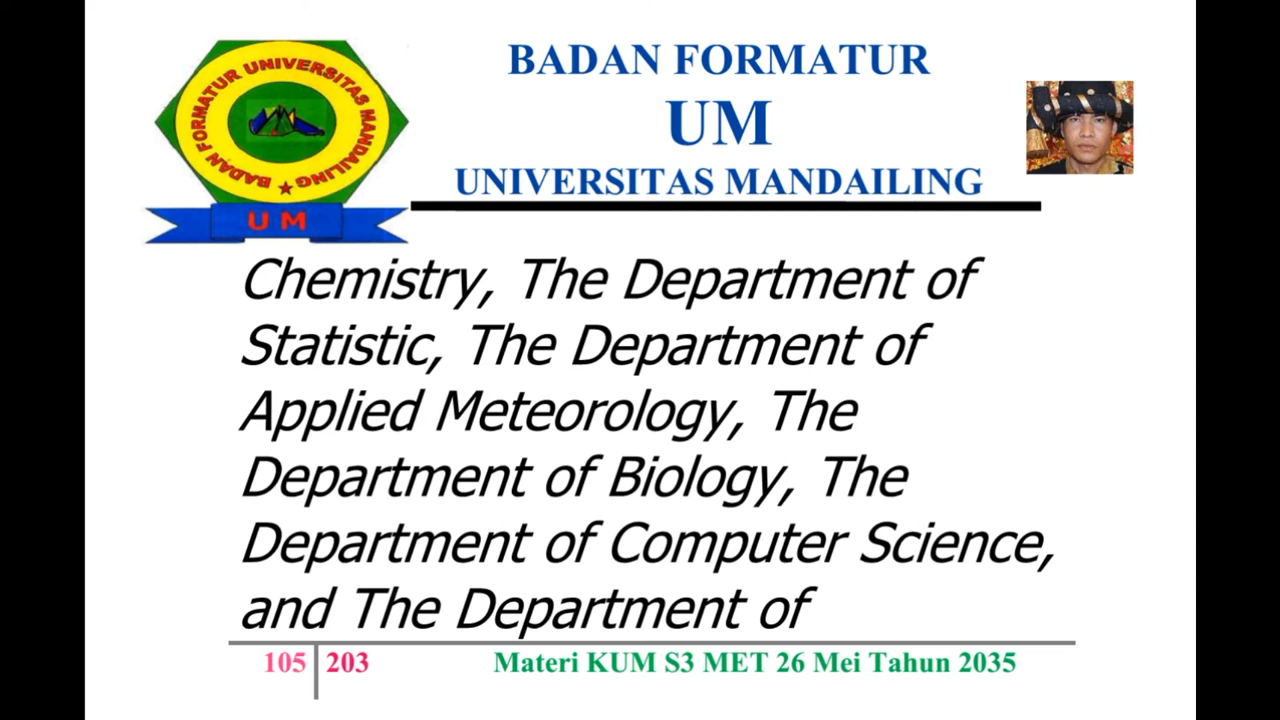 BADAN FORMATUR UNIVERSITAS MANDAILING
U M
BADAN FORMATUR
UM
UNIVERSITAS MANDAILING
Chemistry, The Department of
Statistic, The Department of
Applied Meteorology, The
Department of Biology, The
Department of Computer Science,
and The Department of
105 203 Materi KUM S3 MET 26 Mei Tahun 2035